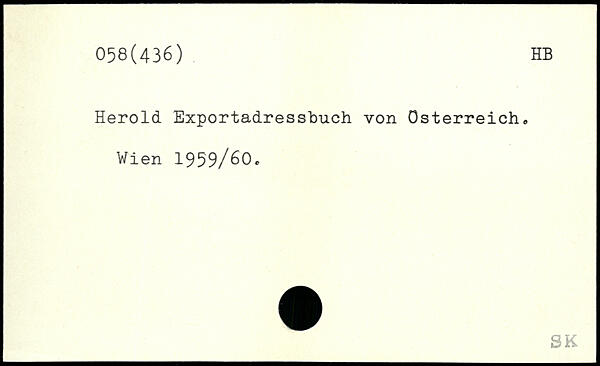 058(436)    HB
Herold Exportadressbuch von Österreich.
Wien 1959/60.
SK